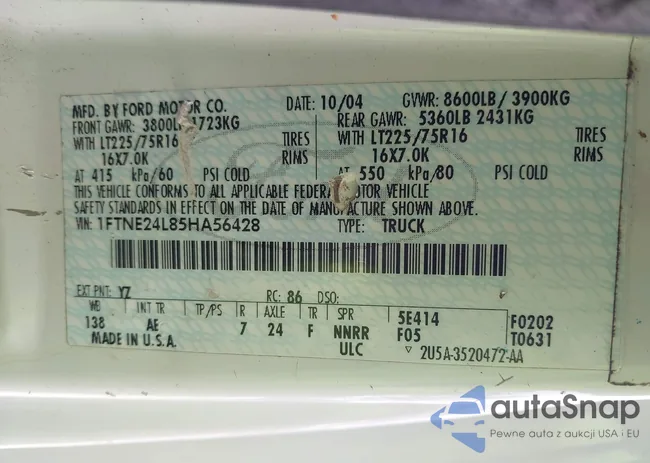 MFD. BY FORD MOTOR CO. DATE: 10/04 GVWR: 8600LB/ 3900KG
FRONT GAWR: 3800LB 1723KG REAR GAWR: 5360LB 2431KG
WITH LT225/75R16 TIRES WITH LT225/75R16 TIRES
16X7.0K RIMS 16X7.0K RIMS
AT 415 kPa/60 PSI COLD AT 550 kPa/80 PSI COLD
THIS VEHICLE CONFORMS TO ALL APPLICABLE FEDERAL MOTOR VEHICLE
SAFETY STANDARDS IN EFFECT ON THE DATE OF MANUFACTURE SHOWN ABOVE.
VIN: 1FTNE24L85HA56428 TYPE: TRUCK
EXT PNT: YZ RC: 86 DSO:
WB INT TR TP/PS R AXLE TR SPR 5E414 F0202
138 AE 7 24 F NNRR F05 T0631
MADE IN U.S.A. ULC 2U5A-3520472-AA
autaSnap
Pewne auta z aukcji USA i EU